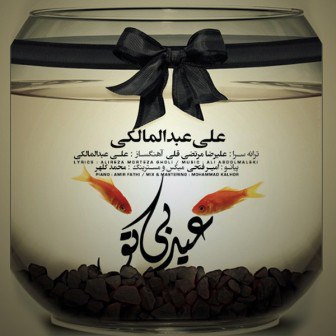 علی عبدالمالکی
ترانه سرا : علیرضا مرتضی قلی آهنگساز : علی عبدالمالکی
LYRICS : ALIREZA MORTEZA GHOLI / MUSIC : ALI ABDOLMALEKI
پیانو : امیر فتحی میکس و مسترینگ : محمد کلهر
PIANO : AMIR FATHI / MIX & MASTERING : MOHAMMAD KALHOR
عید بی تو